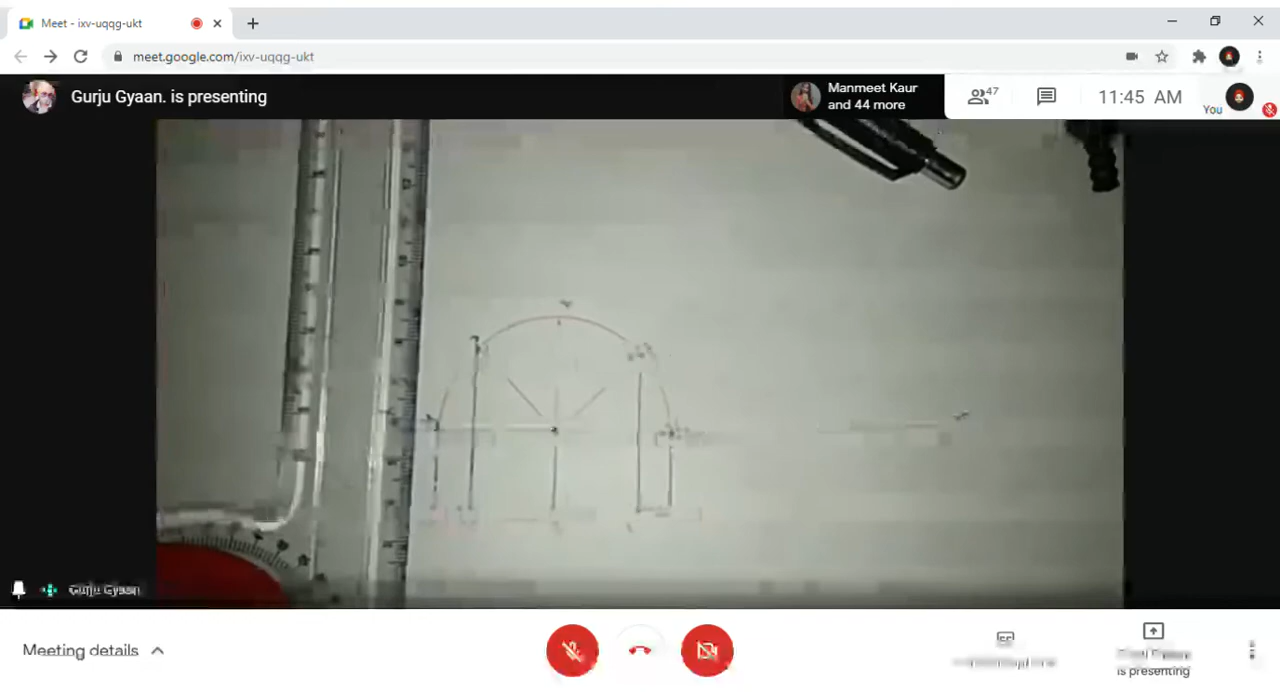 Meet - ixv-uqqg-ukt
meet.google.com/ixv-uqqg-ukt
Gurju Gyaan. is presenting
Manmeet Kaur
and 44 more
47
11:45 AM
You
Gurju Gyaan
Meeting details
is presenting